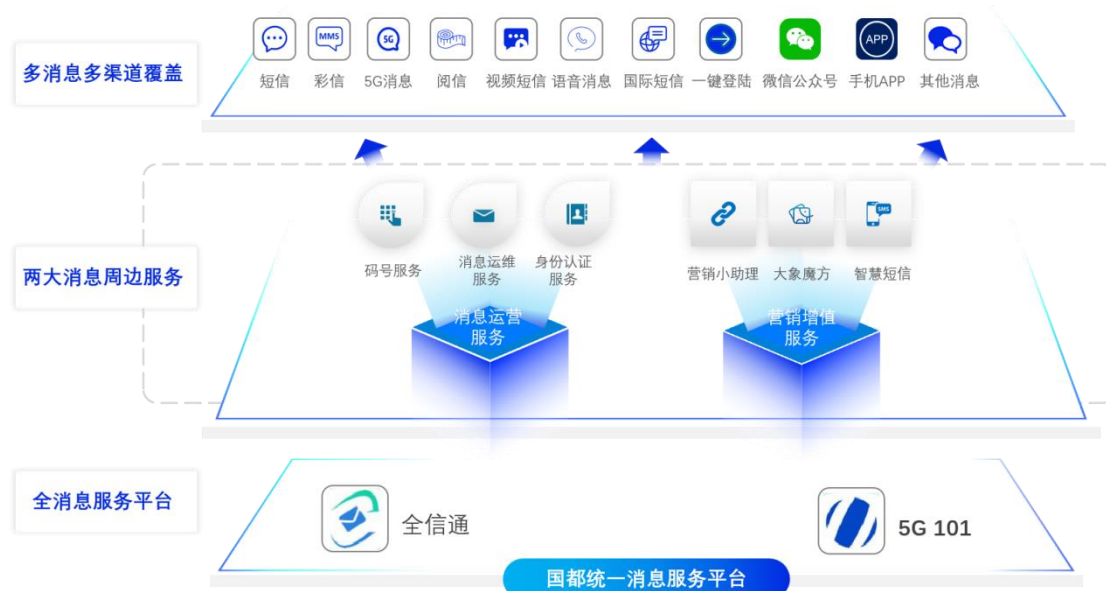 多消息多渠道覆盖
MMS
5G
APP
短信 彩信 5G消息 阅信 视频短信 语音消息 国际短信 一键登陆 微信公众号 手机APP 其他消息
两大消息周边服务
SMS
码号服务
消息运维
服务
身份认证
服务
营销小助理 大象魔方 智慧短信
消息运营
服务
营销增值
服务
全消息服务平台
全信通
5G 101
国都统一消息服务平台